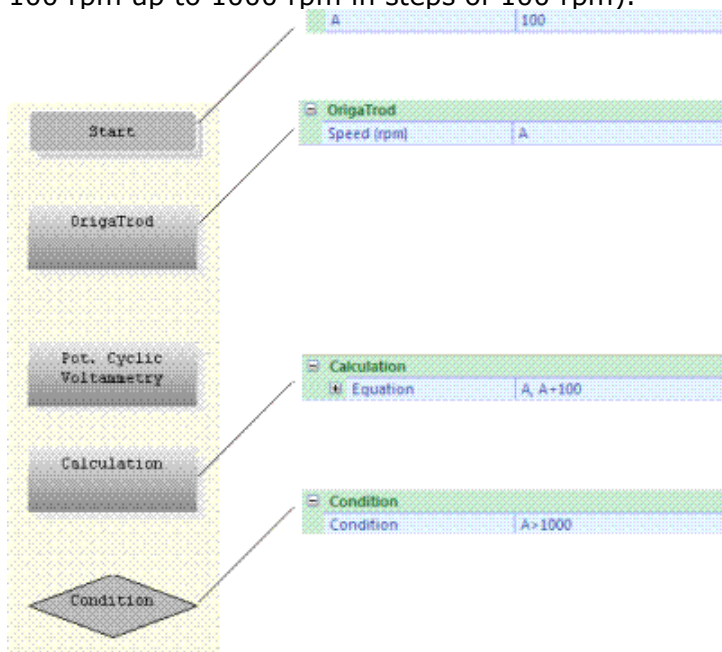 100 rpm up to 1000 rpm in steps of 100 rpm).
A 100
Start
OrigaTrod
Speed (rpm) A
OrigaTrod
Pot. Cyclic
Voltammetry
Calculation
Equation A, A+100
Calculation
Condition
Condition A>1000
Condition